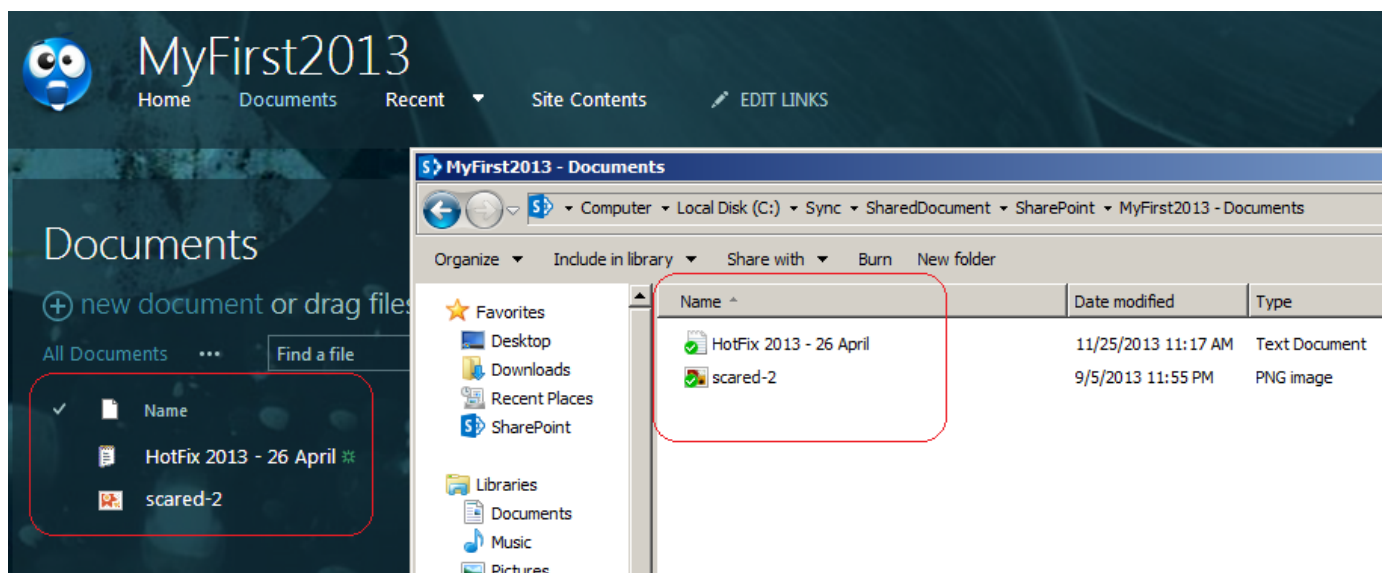 MyFirst2013
Home Documents Recent Site Contents EDIT LINKS
Documents
new document or drag files
All Documents ... Find a file
Name
HotFix 2013 - 26 April
scared-2
MyFirst2013 - Documents
Computer Local Disk (C:) Sync SharedDocument SharePoint MyFirst2013 - Documents
Organize Include in library Share with Burn New folder
Favorites
Desktop
Downloads
Recent Places
SharePoint
Libraries
Documents
Music
Pictures
Name Date modified Type
HotFix 2013 - 26 April 11/25/2013 11:17 AM Text Document
scared-2 9/5/2013 11:55 PM PNG image